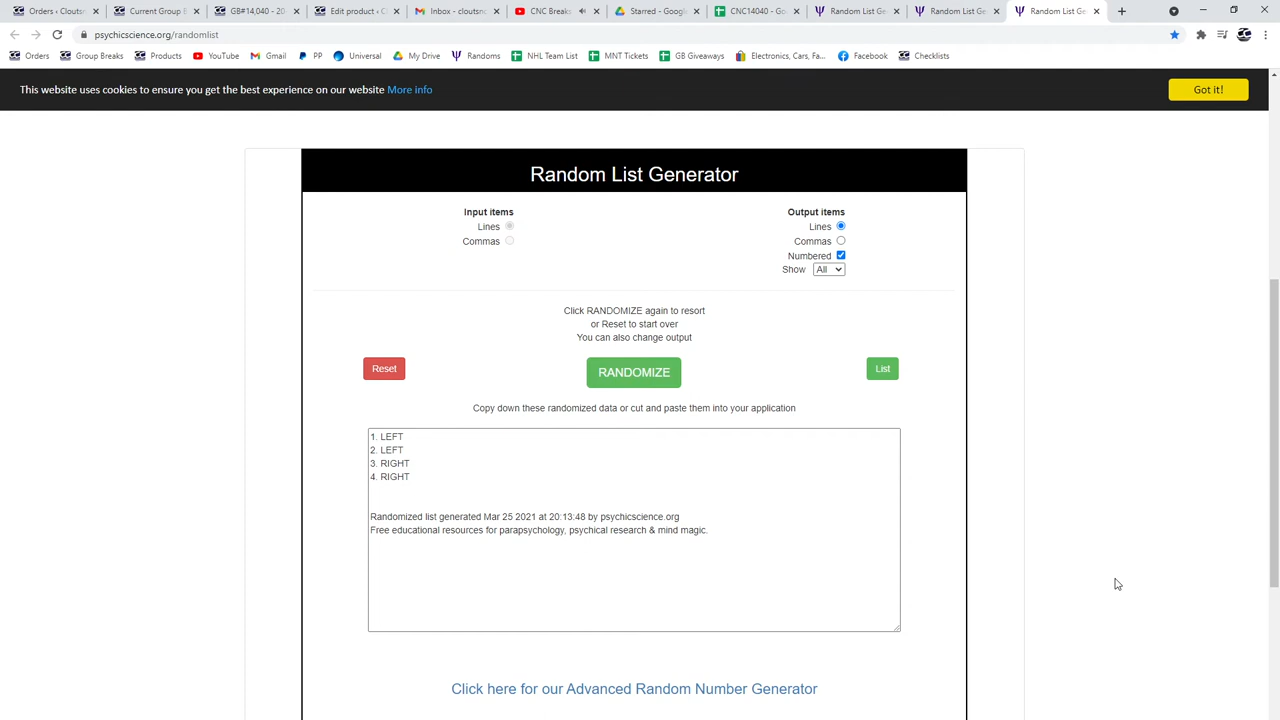 Orders • Cloutsn
Current Group B
GB#14,040 - 20
Edit product • Cl
Inbox - cloutsno
CNC Breaks
Starred - Google
CNC14040 - Go
Random List Ge
Random List Ge
Random List Ge
psychicscience.org/randomlist
Orders
Group Breaks
Products
YouTube
Gmail
PP
Universal
My Drive
Randoms
NHL Team List
MNT Tickets
GB Giveaways
Electronics, Cars, Fa...
Facebook
Checklists
This website uses cookies to ensure you get the best experience on our website More info
Got it!
Random List Generator
Input items
Output items
Lines
Lines
Commas
Commas
Numbered
Show All
Click RANDOMIZE again to resort
or Reset to start over
You can also change output
Reset
RANDOMIZE
List
Copy down these randomized data or cut and paste them into your application
1. LEFT
2. LEFT
3. RIGHT
4. RIGHT
Randomized list generated Mar 25 2021 at 20:13:48 by psychicscience.org
Free educational resources for parapsychology, psychical research & mind magic.
Click here for our Advanced Random Number Generator